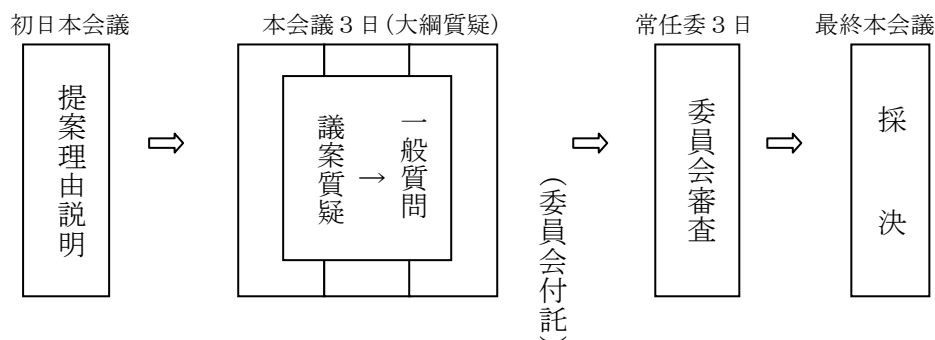 初日本会議
本会議3日(大綱質疑)
常任委3日
最終本会議
提案理由説明
⇨
議案質疑
→
一般質問
⇨
(委員会付託)
委員会審査
⇨
採決